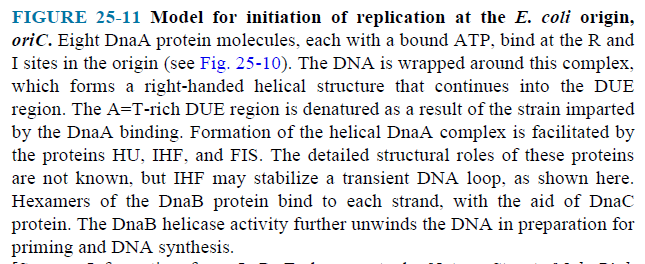 FIGURE 25-11 Model for initiation of replication at the E. coli origin,
oriC. Eight DnaA protein molecules, each with a bound ATP, bind at the R and
I sites in the origin (see Fig. 25-10). The DNA is wrapped around this complex,
which forms a right-handed helical structure that continues into the DUE
region. The A=T-rich DUE region is denatured as a result of the strain imparted
by the DnaA binding. Formation of the helical DnaA complex is facilitated by
the proteins HU, IHF, and FIS. The detailed structural roles of these proteins
are not known, but IHF may stabilize a transient DNA loop, as shown here.
Hexamers of the DnaB protein bind to each strand, with the aid of DnaC
protein. The DnaB helicase activity further unwinds the DNA in preparation for
priming and DNA synthesis.